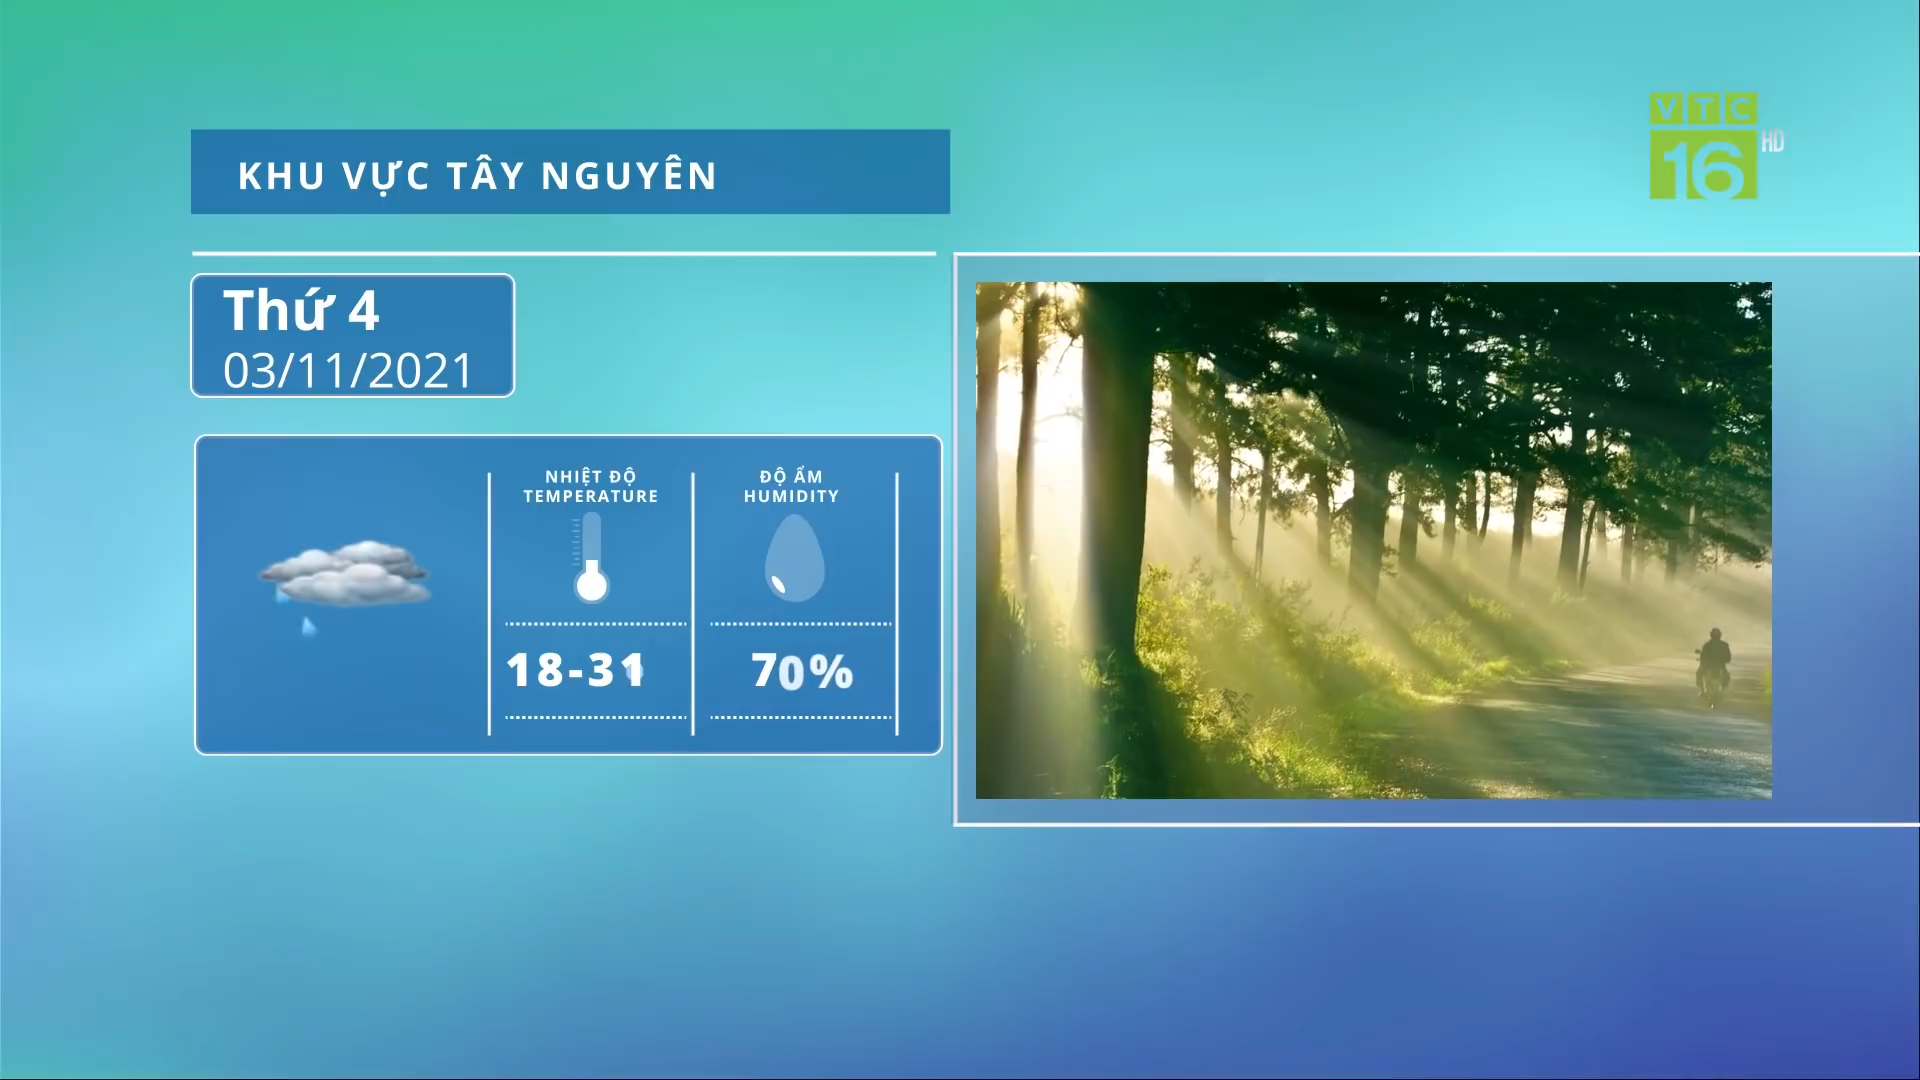 VTC
16 HD
KHU VỰC TÂY NGUYÊN
Thứ 4
03/11/2021
NHIỆT ĐỘ
TEMPERATURE
ĐỘ ẨM
HUMIDITY
18-31
70%